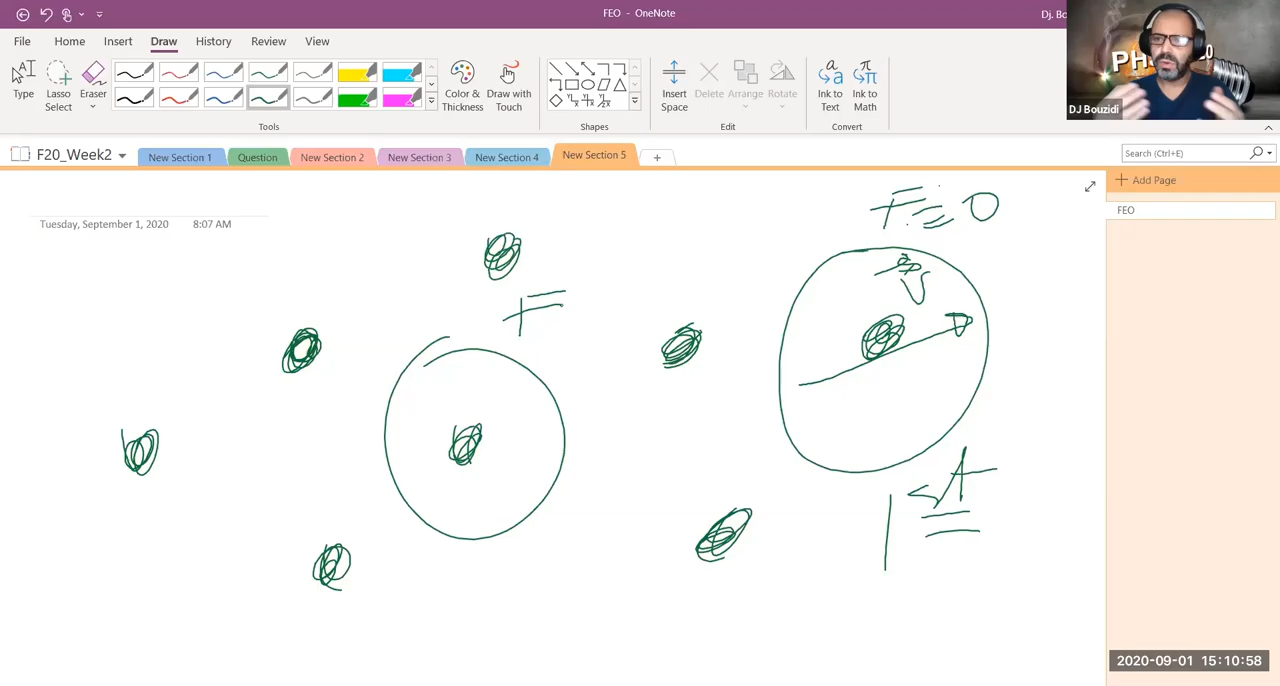 FEO - OneNote
Dj. Bo
File Home Insert Draw History Review View
Type
Lasso Select
Eraser
Color & Thickness
Draw with Touch
Insert Space
Delete
Arrange
Rotate
Ink to Text
Ink to Math
Tools
Shapes
Edit
Convert
DJ Bouzidi
F20_Week2
New Section 1
Question
New Section 2
New Section 3
New Section 4
New Section 5
Search (Ctrl+E)
Add Page
FEO
Tuesday, September 1, 2020 8:07 AM
F = 0
V
F
1st
2020-09-01 15:10:58